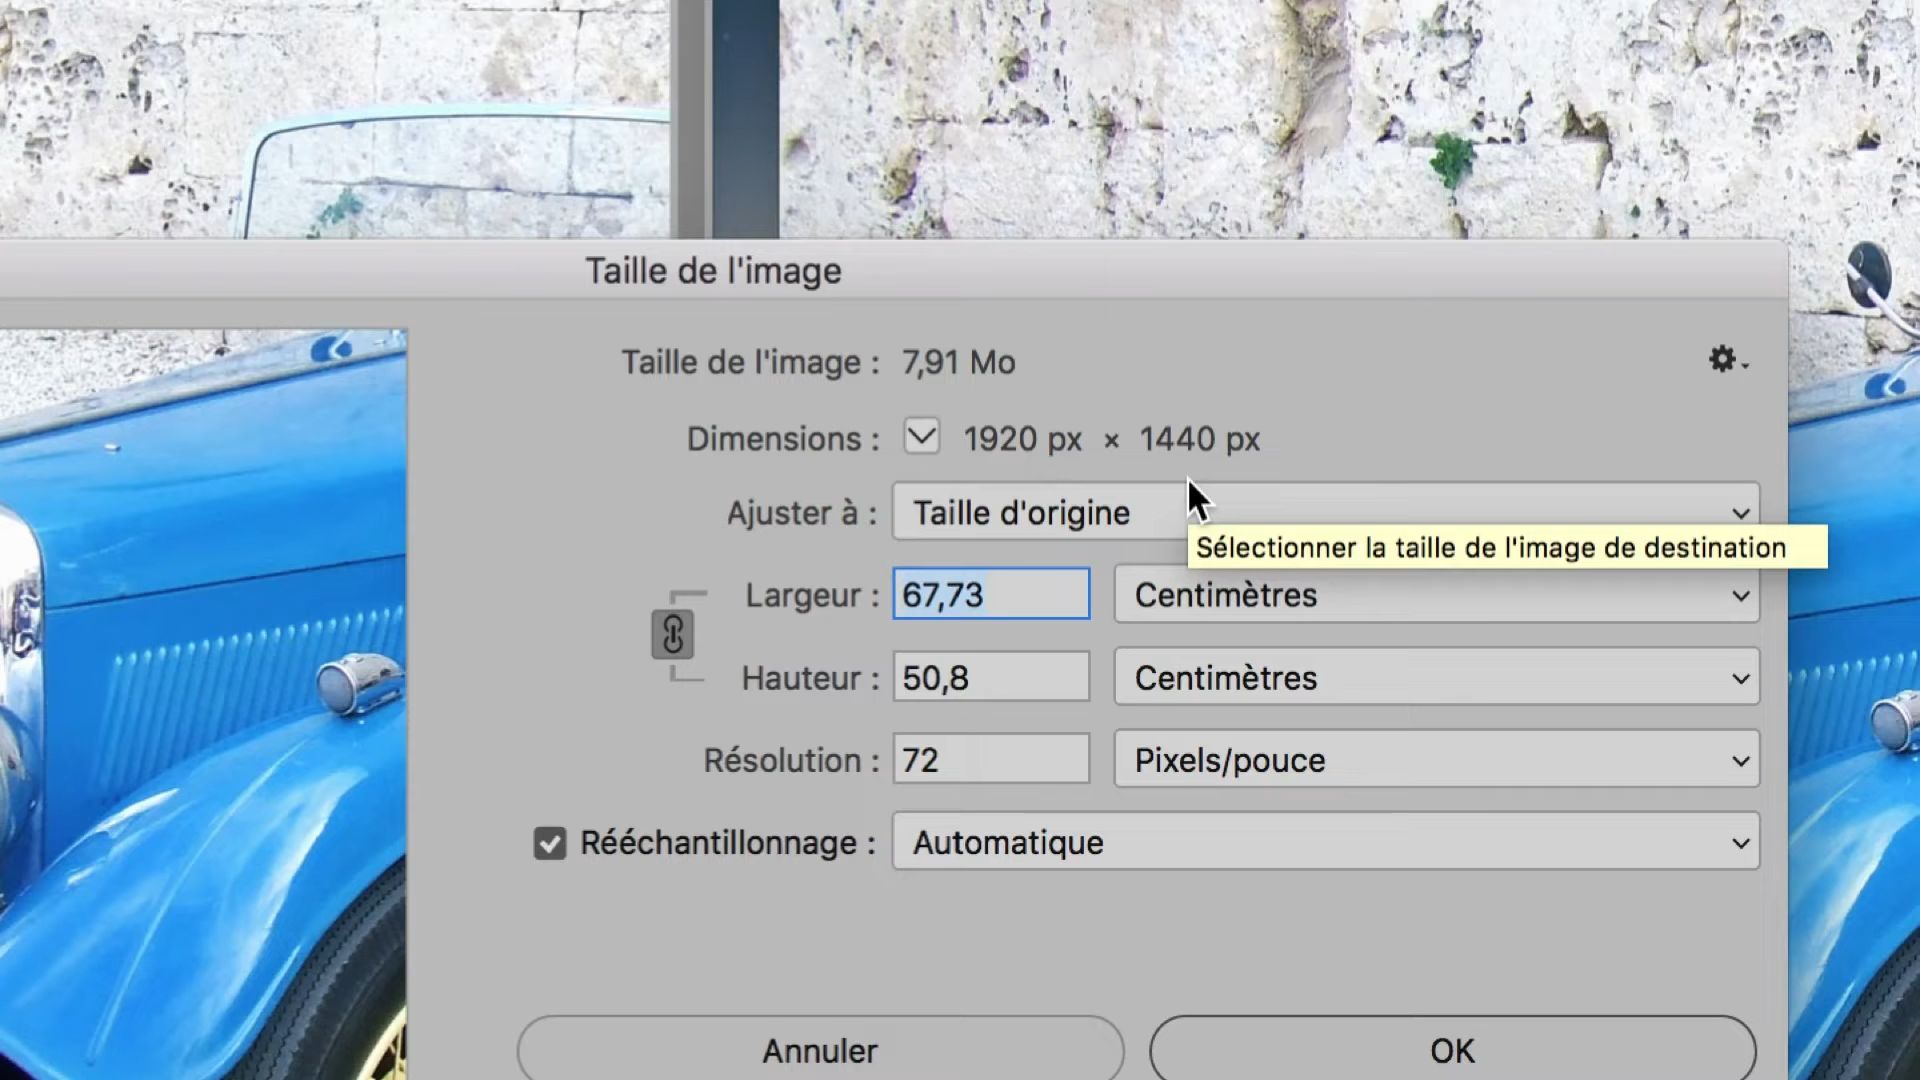 Taille de l'image
Taille de l'image : 7,91 Mo
Dimensions : 1920 px × 1440 px
Ajuster à : Taille d'origine
Sélectionner la taille de l'image de destination
Largeur : 67,73 Centimètres
Hauteur : 50,8 Centimètres
Résolution : 72 Pixels/pouce
Rééchantillonnage : Automatique
Annuler OK